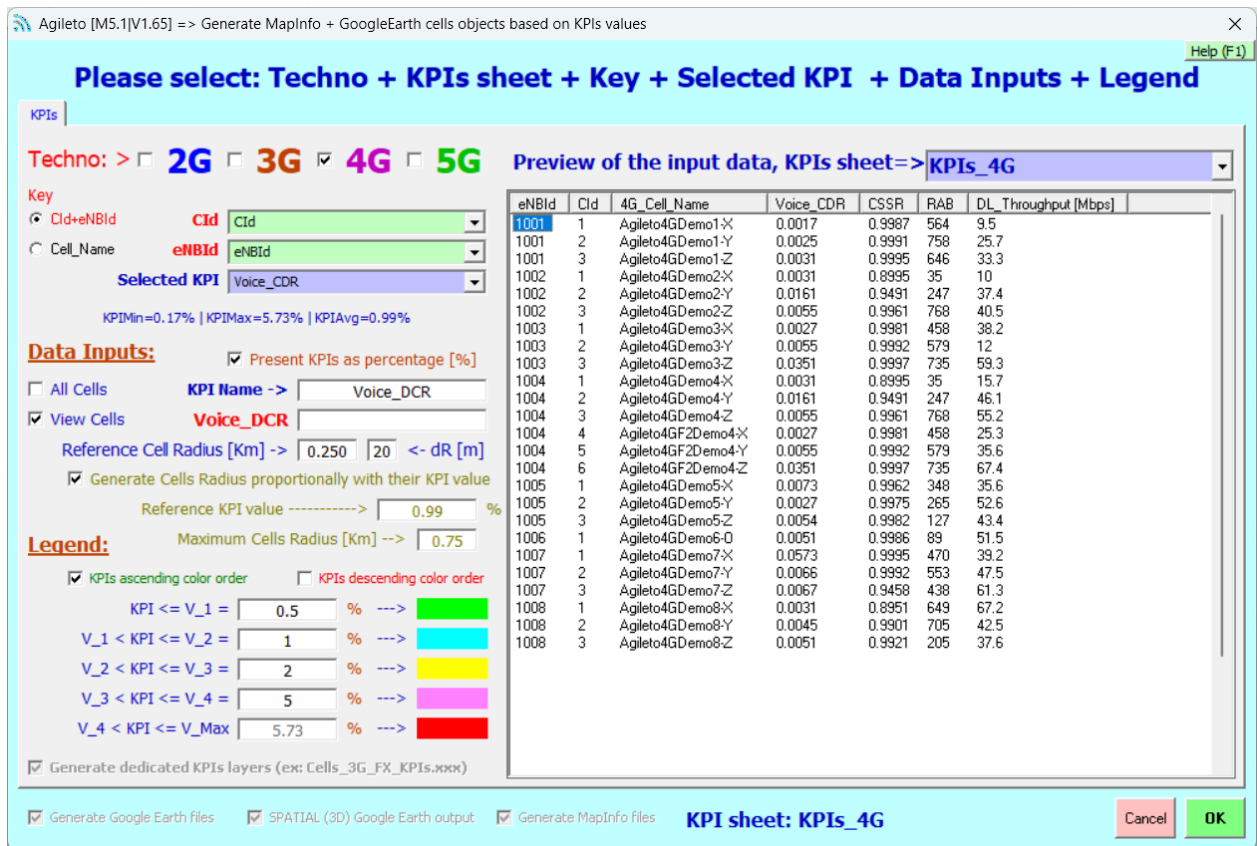 Agileto [M5.1|V1.65] => Generate MapInfo + GoogleEarth cells objects based on KPIs values
Help (F1)
Please select: Techno + KPIs sheet + Key + Selected KPI + Data Inputs + Legend
KPIs
Techno: > 2G 3G 4G 5G
Key
CId+eNBId CId CId
Cell_Name eNBId eNBId
Selected KPI Voice_CDR
KPIMin=0.17% | KPIMax=5.73% | KPIAvg=0.99%
Data Inputs:
Present KPIs as percentage [%]
All Cells KPI Name -> Voice_DCR
View Cells Voice_DCR
Reference Cell Radius [Km] -> 0.250 20 <- dR [m]
Generate Cells Radius proportionally with their KPI value
Reference KPI value -----------> 0.99 %
Maximum Cells Radius [Km] --> 0.75
Legend:
KPIs ascending color order KPIs descending color order
KPI <= V_1 = 0.5 % --->
V_1 < KPI <= V_2 = 1 % --->
V_2 < KPI <= V_3 = 2 % --->
V_3 < KPI <= V_4 = 5 % --->
V_4 < KPI <= V_Max 5.73 % --->
Generate dedicated KPIs layers (ex: Cells_3G_FX_KPIs.xxx)
Preview of the input data, KPIs sheet=> KPIs_4G
eNBId CId 4G_Cell_Name Voice_CDR CSSR RAB DL_Throughput [Mbps]
1001 1 Agileto4GDemo1-X 0.0017 0.9987 564 9.5
1001 2 Agileto4GDemo1-Y 0.0025 0.9991 758 25.7
1001 3 Agileto4GDemo1-Z 0.0031 0.9995 646 33.3
1002 1 Agileto4GDemo2-X 0.0031 0.8995 35 10
1002 2 Agileto4GDemo2-Y 0.0161 0.9491 247 37.4
1002 3 Agileto4GDemo2-Z 0.0055 0.9961 768 40.5
1003 1 Agileto4GDemo3-X 0.0027 0.9981 458 38.2
1003 2 Agileto4GDemo3-Y 0.0055 0.9992 579 12
1003 3 Agileto4GDemo3-Z 0.0351 0.9997 735 59.3
1004 1 Agileto4GDemo4-X 0.0031 0.8995 35 15.7
1004 2 Agileto4GDemo4-Y 0.0161 0.9491 247 46.1
1004 3 Agileto4GDemo4-Z 0.0055 0.9961 768 55.2
1004 4 Agileto4GF2Demo4-X 0.0027 0.9981 458 25.3
1004 5 Agileto4GF2Demo4-Y 0.0055 0.9992 579 35.6
1004 6 Agileto4GF2Demo4-Z 0.0351 0.9997 735 67.4
1005 1 Agileto4GDemo5-X 0.0073 0.9962 348 35.6
1005 2 Agileto4GDemo5-Y 0.0027 0.9975 265 52.6
1005 3 Agileto4GDemo5-Z 0.0054 0.9982 127 43.4
1006 1 Agileto4GDemo6-O 0.0051 0.9986 89 51.5
1007 1 Agileto4GDemo7-X 0.0573 0.9995 470 39.2
1007 2 Agileto4GDemo7-Y 0.0066 0.9992 553 47.5
1007 3 Agileto4GDemo7-Z 0.0067 0.9458 438 61.3
1008 1 Agileto4GDemo8-X 0.0031 0.8951 649 67.2
1008 2 Agileto4GDemo8-Y 0.0045 0.9901 705 42.5
1008 3 Agileto4GDemo8-Z 0.0051 0.9921 205 37.6
Generate Google Earth files SPATIAL (3D) Google Earth output Generate MapInfo files KPI sheet: KPIs_4G Cancel OK